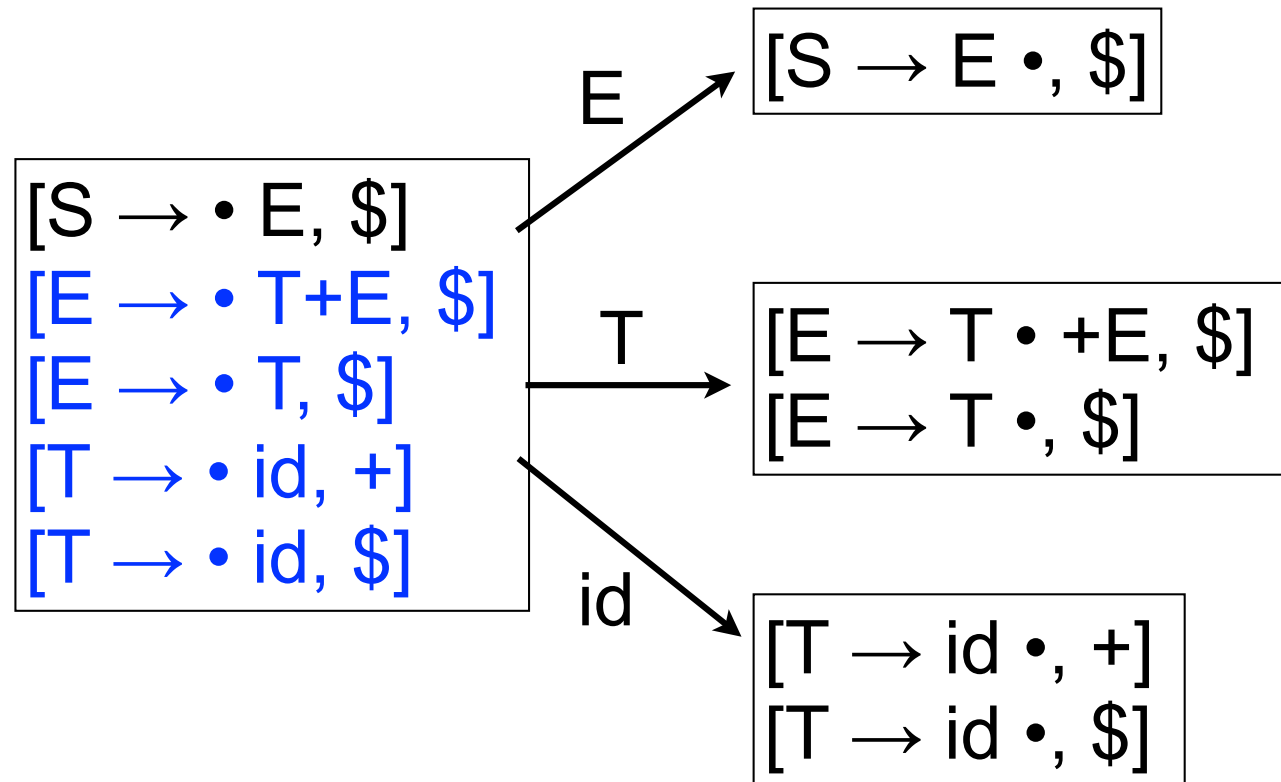 [S → E •, $]
E
[S → • E, $]
[E → • T+E, $]
[E → • T, $]
[T → • id, +]
[T → • id, $]
T
[E → T • +E, $]
[E → T •, $]
id
[T → id •, +]
[T → id •, $]